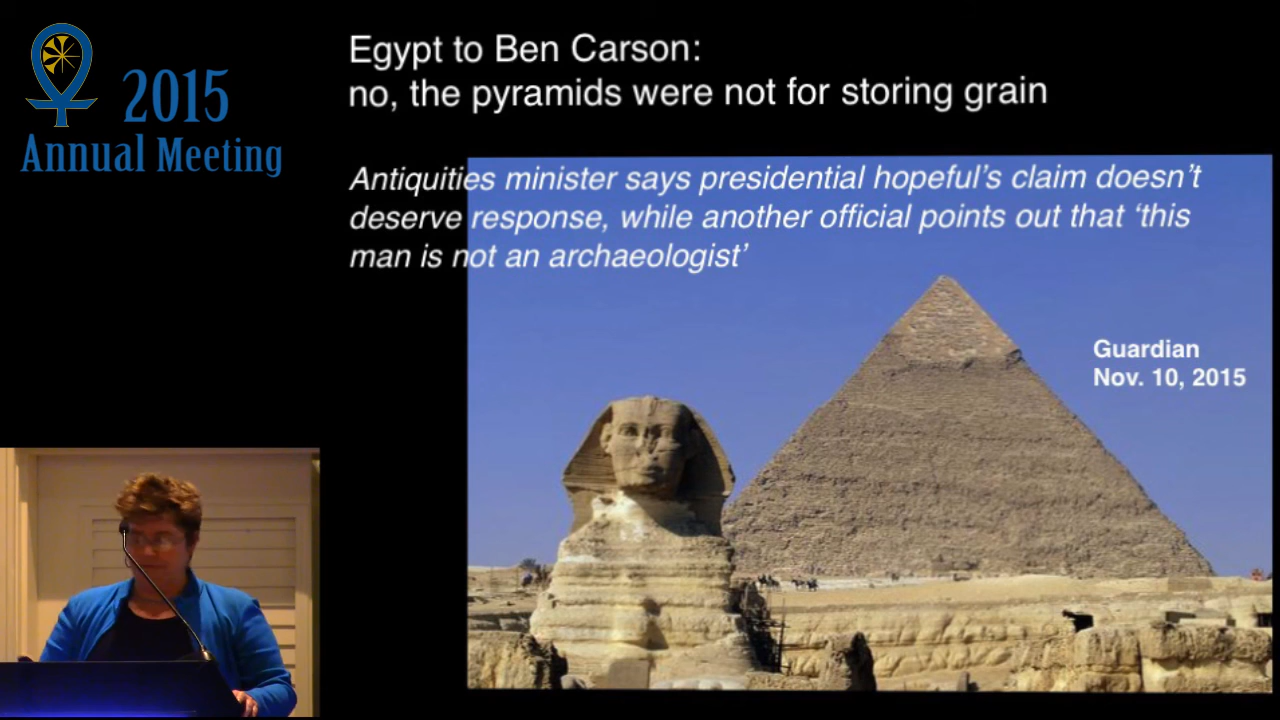 2015
Annual Meeting
Egypt to Ben Carson:
no, the pyramids were not for storing grain
Antiquities minister says presidential hopeful’s claim doesn’t
deserve response, while another official points out that ‘this
man is not an archaeologist’
Guardian
Nov. 10, 2015